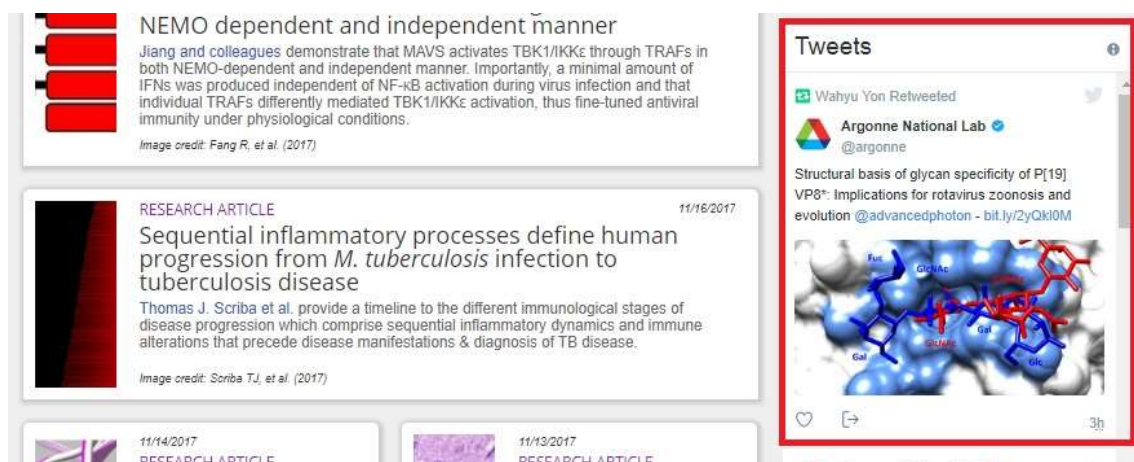 NEMO dependent and independent manner
Jiang and colleagues demonstrate that MAVS activates TBK1/IKKε through TRAFs in
both NEMO-dependent and independent manner. Importantly, a minimal amount of
IFNs was produced independent of NF-κB activation during virus infection and that
individual TRAFs differently mediated TBK1/IKKε activation, thus fine-tuned antiviral
immunity under physiological conditions.
Image credit: Fang R, et al. (2017)
RESEARCH ARTICLE
11/16/2017
Sequential inflammatory processes define human
progression from M. tuberculosis infection to
tuberculosis disease
Thomas J. Scriba et al. provide a timeline to the different immunological stages of
disease progression which comprise sequential inflammatory dynamics and immune
alterations that precede disease manifestations & diagnosis of TB disease.
Image credit: Scriba TJ, et al. (2017)
11/14/2017
RESEARCH ARTICLE
11/13/2017
RESEARCH ARTICLE
Tweets
Wahyu Yon Retweeted
Argonne National Lab
@argonne
Structural basis of glycan specificity of P[19]
VP8*: Implications for rotavirus zoonosis and
evolution @advancedphoton - bit.ly/2yQkI0M
Fuc
GlcNAc
GlcNAc
Gal
Gal
Glc
3h